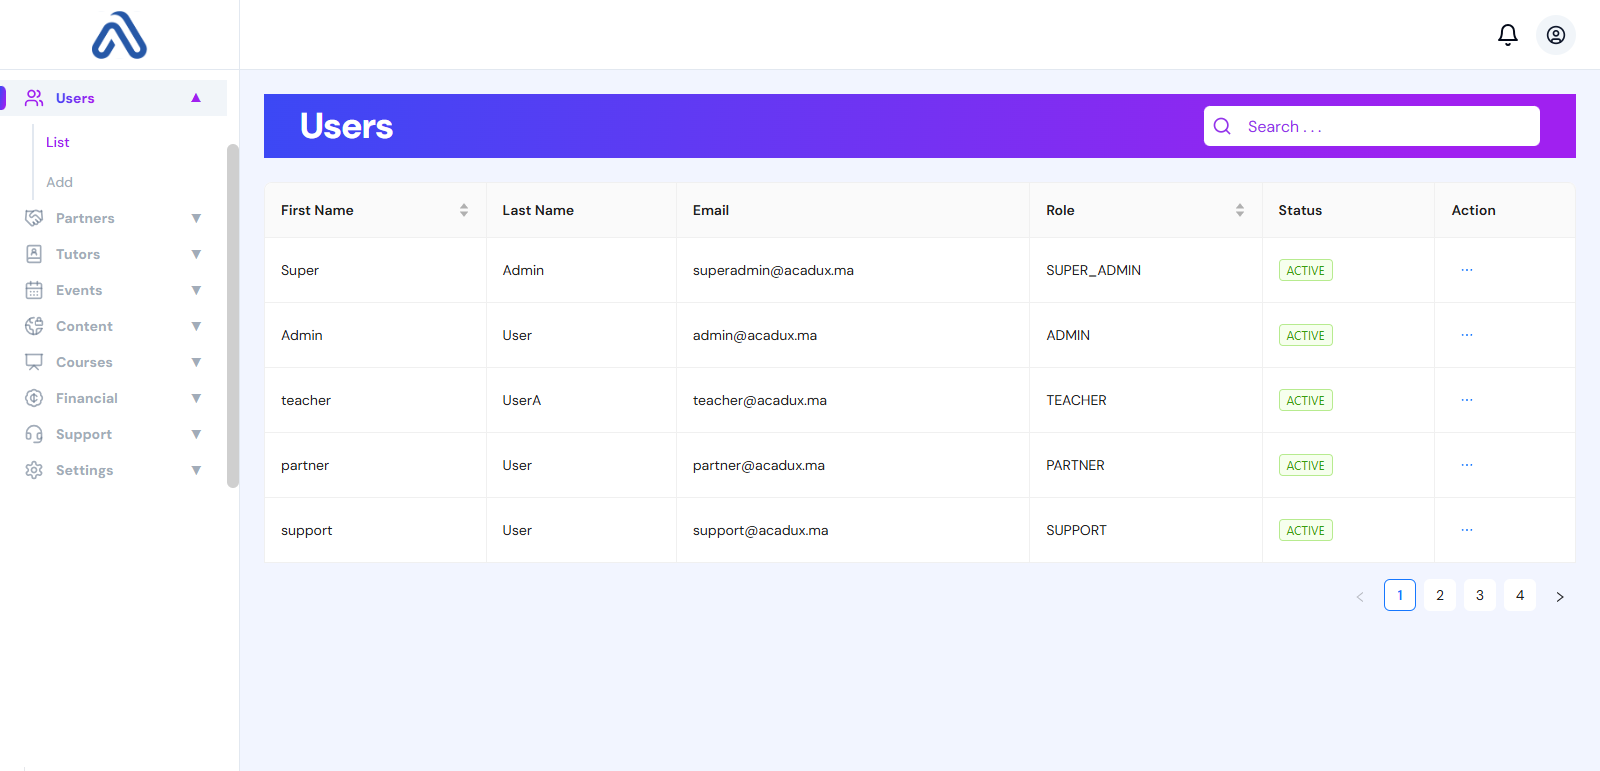 Users
List
Add
Partners
Tutors
Events
Content
Courses
Financial
Support
Settings
Users
Search . . .
First Name Last Name Email Role Status Action
Super Admin superadmin@acadux.ma SUPER_ADMIN ACTIVE ...
Admin User admin@acadux.ma ADMIN ACTIVE ...
teacher UserA teacher@acadux.ma TEACHER ACTIVE ...
partner User partner@acadux.ma PARTNER ACTIVE ...
support User support@acadux.ma SUPPORT ACTIVE ...
< 1 2 3 4 >